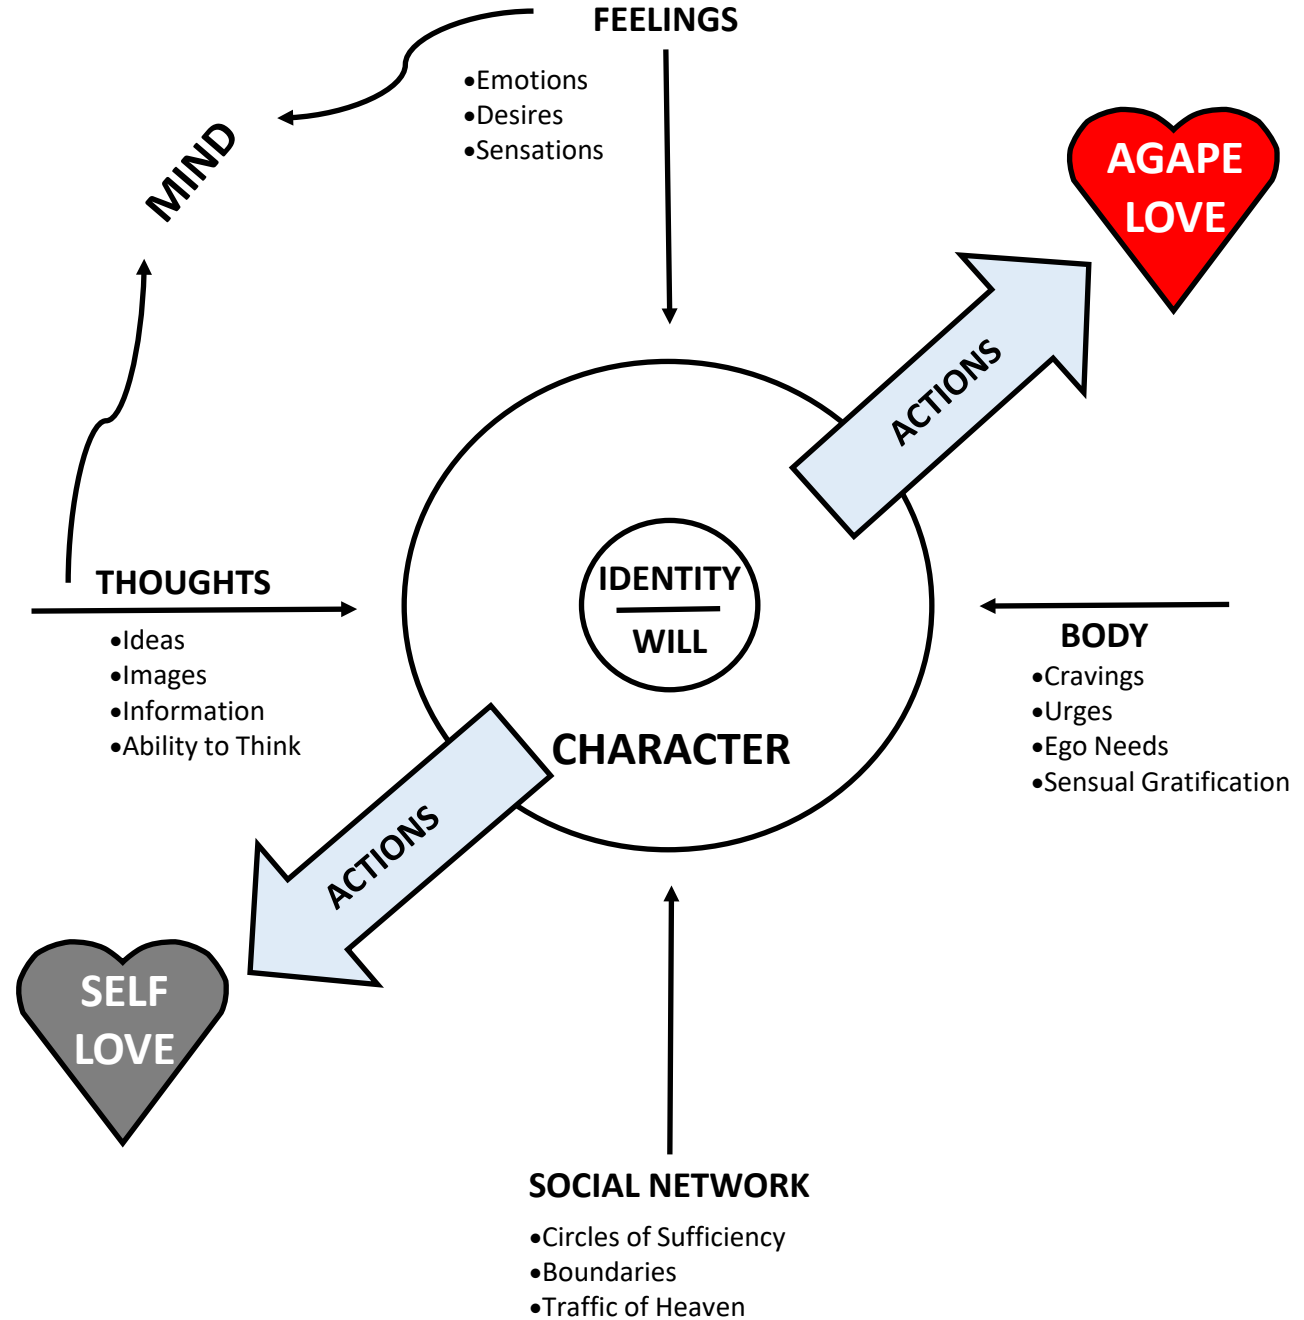 FEELINGS
•Emotions
•Desires
•Sensations
MIND
AGAPE
LOVE
ACTIONS
THOUGHTS
•Ideas
•Images
•Information
•Ability to Think
IDENTITY
WILL
CHARACTER
BODY
•Cravings
•Urges
•Ego Needs
•Sensual Gratification
ACTIONS
SELF
LOVE
SOCIAL NETWORK
•Circles of Sufficiency
•Boundaries
•Traffic of Heaven